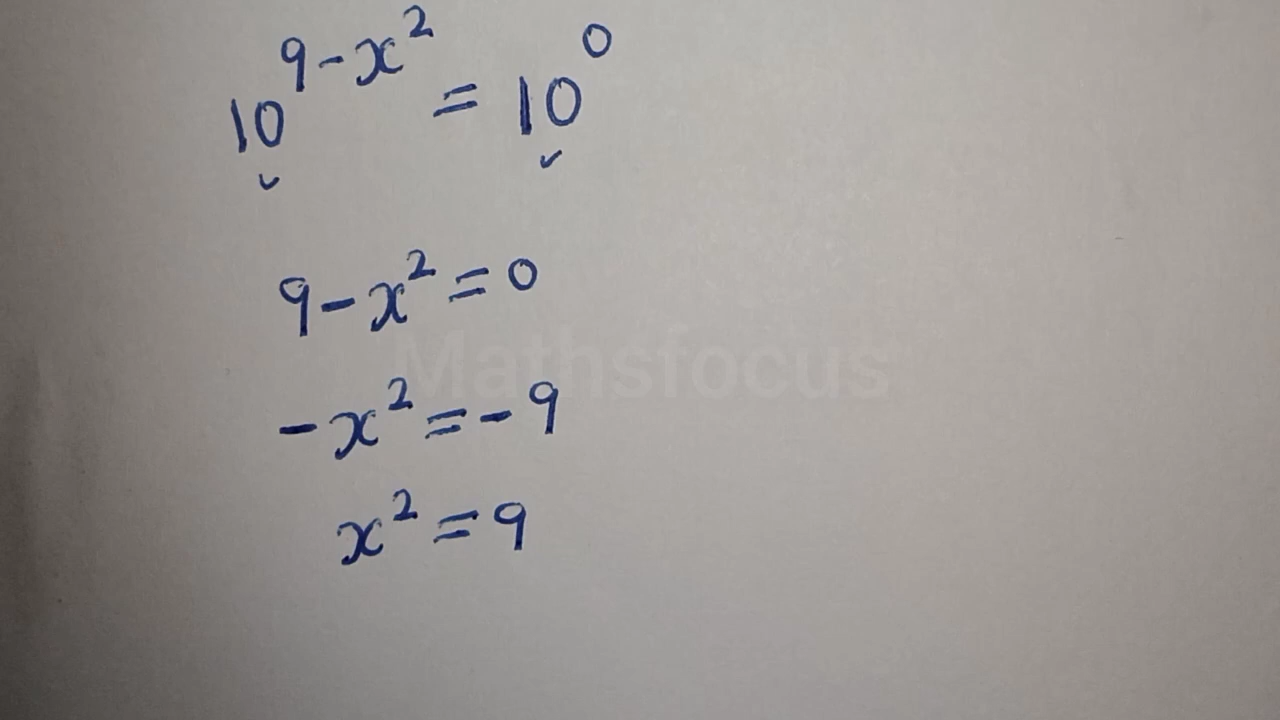 10^{9-x^2} = 10^0
9-x^2=0
Mathsfocus
-x^2=-9
x^2=9